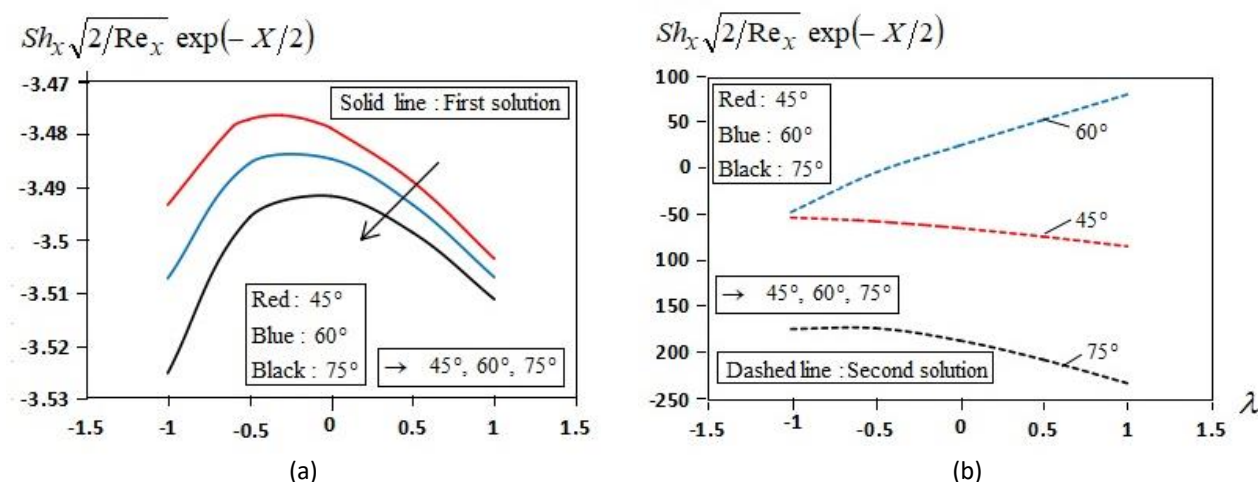 Sh_x √2/Re_x exp(− X/2)
-1.5 -1 -0.5 0 0.5 1 1.5
-3.47
-3.48
-3.49
-3.5
-3.51
-3.52
-3.53
Solid line : First solution
Red : 45°
Blue : 60°
Black : 75°
→ 45°, 60°, 75°
(a)
Sh_x √2/Re_x exp(− X/2)
100
50
0
-50
100
150
200
-250
Red : 45°
Blue : 60°
Black : 75°
60°
45°
→ 45°, 60°, 75°
75°
Dashed line : Second solution
-1.5 -1 -0.5 0 0.5 1 1.5
λ
(b)